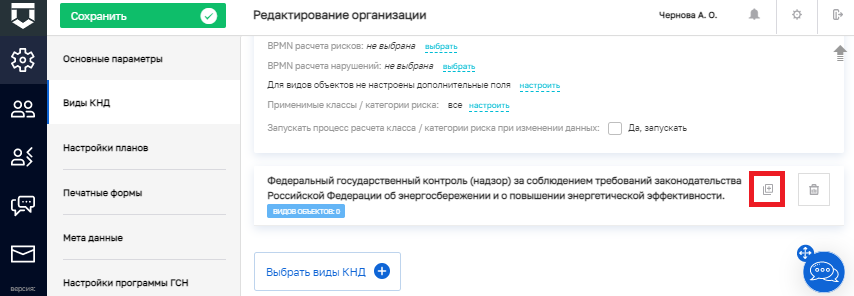 Сохранить
Редактирование организации
Чернова А. О.
Основные параметры
Виды КНД
Настройки планов
Печатные формы
Мета данные
Настройки программы ГСН
версия:
BPMN расчета рисков: не выбрана выбрать
BPMN расчета нарушений: не выбрана выбрать
Для видов объектов не настроены дополнительные поля настроить
Применимые классы / категории риска: все настроить
Запускать процесс расчета класса / категории риска при изменении данных: Да, запускать
Федеральный государственный контроль (надзор) за соблюдением требований законодательства
Российской Федерации об энергосбережении и о повышении энергетической эффективности.
ВИДОВ ОБЪЕКТОВ: 0
Выбрать виды КНД